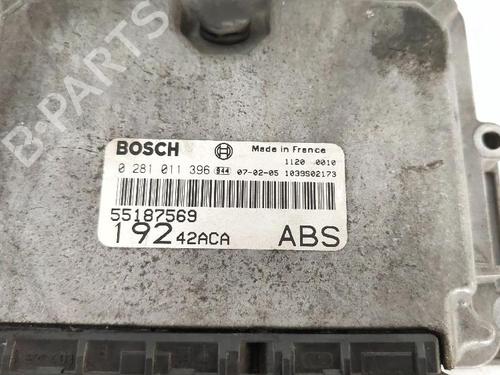 B-PARTS
BOSCH Made in France
1120 0010
0 281 011 396 944 07-02-05 1039S02173
55187569
192 42ACA ABS